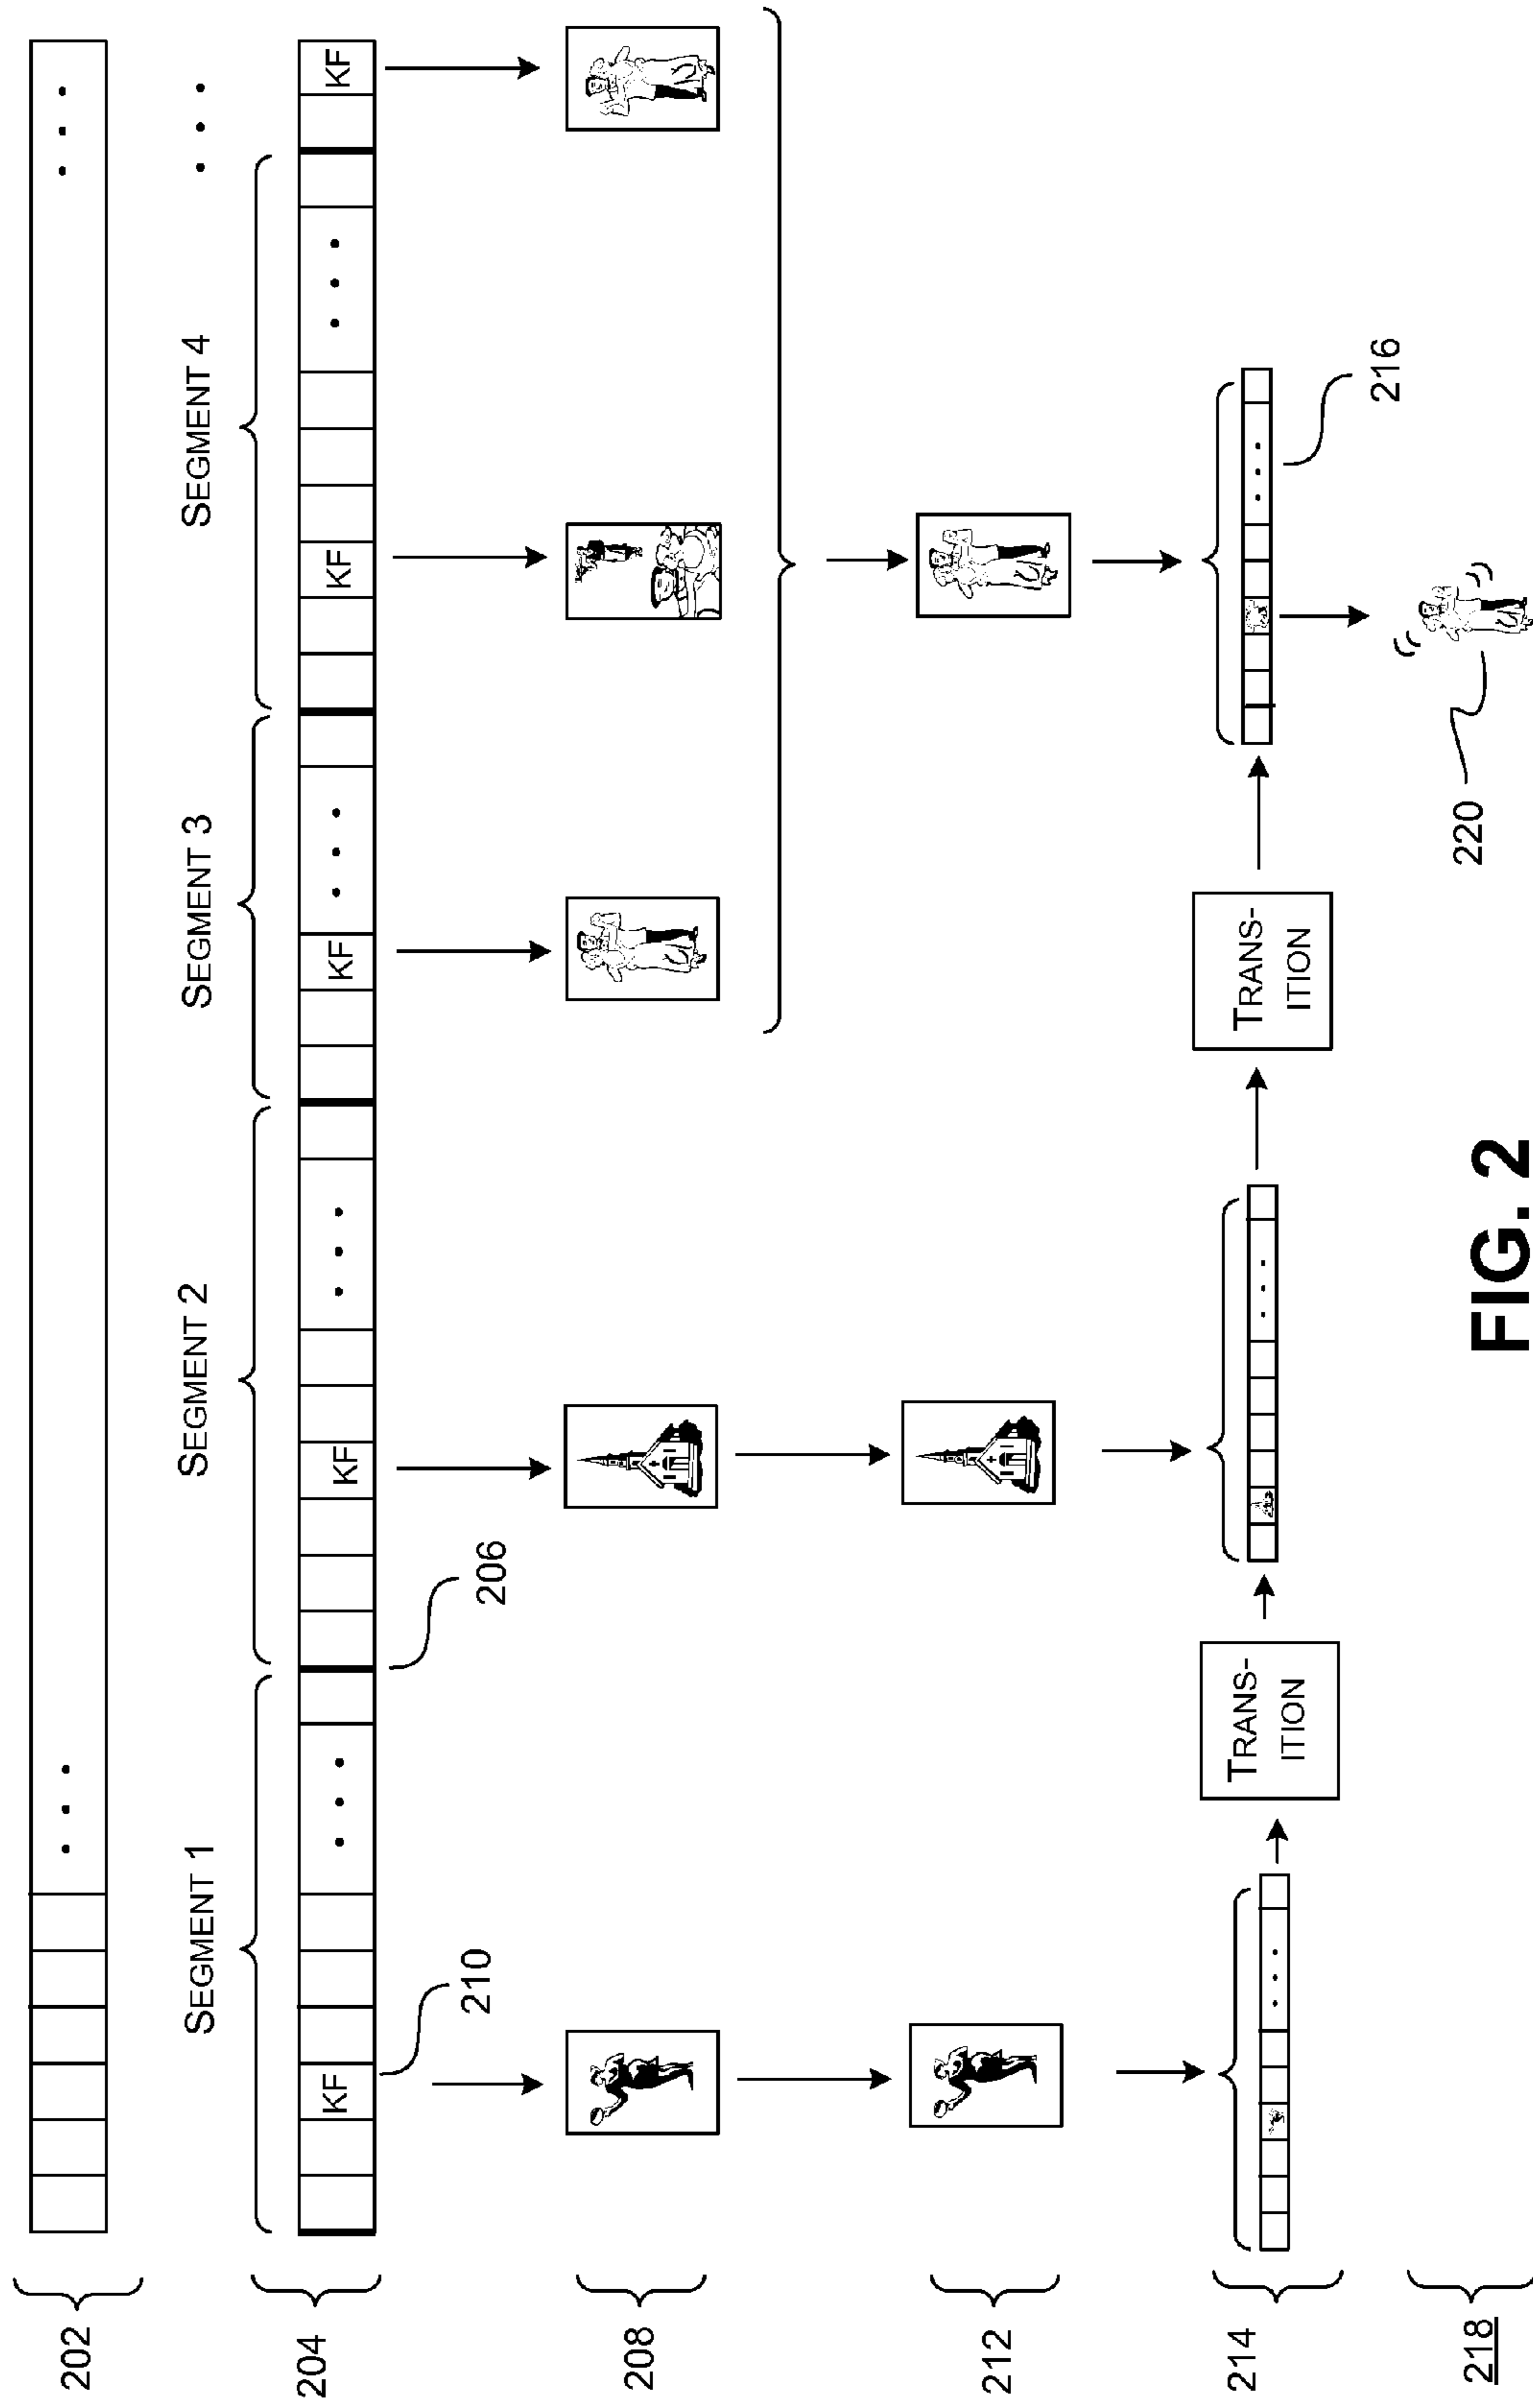 202
204
SEGMENT 1
SEGMENT 2
SEGMENT 3
SEGMENT 4
KF
KF
KF
KF
KF
210
206
208
212
214
TRANS-
ITION
TRANS-
ITION
216
218
220
FIG. 2